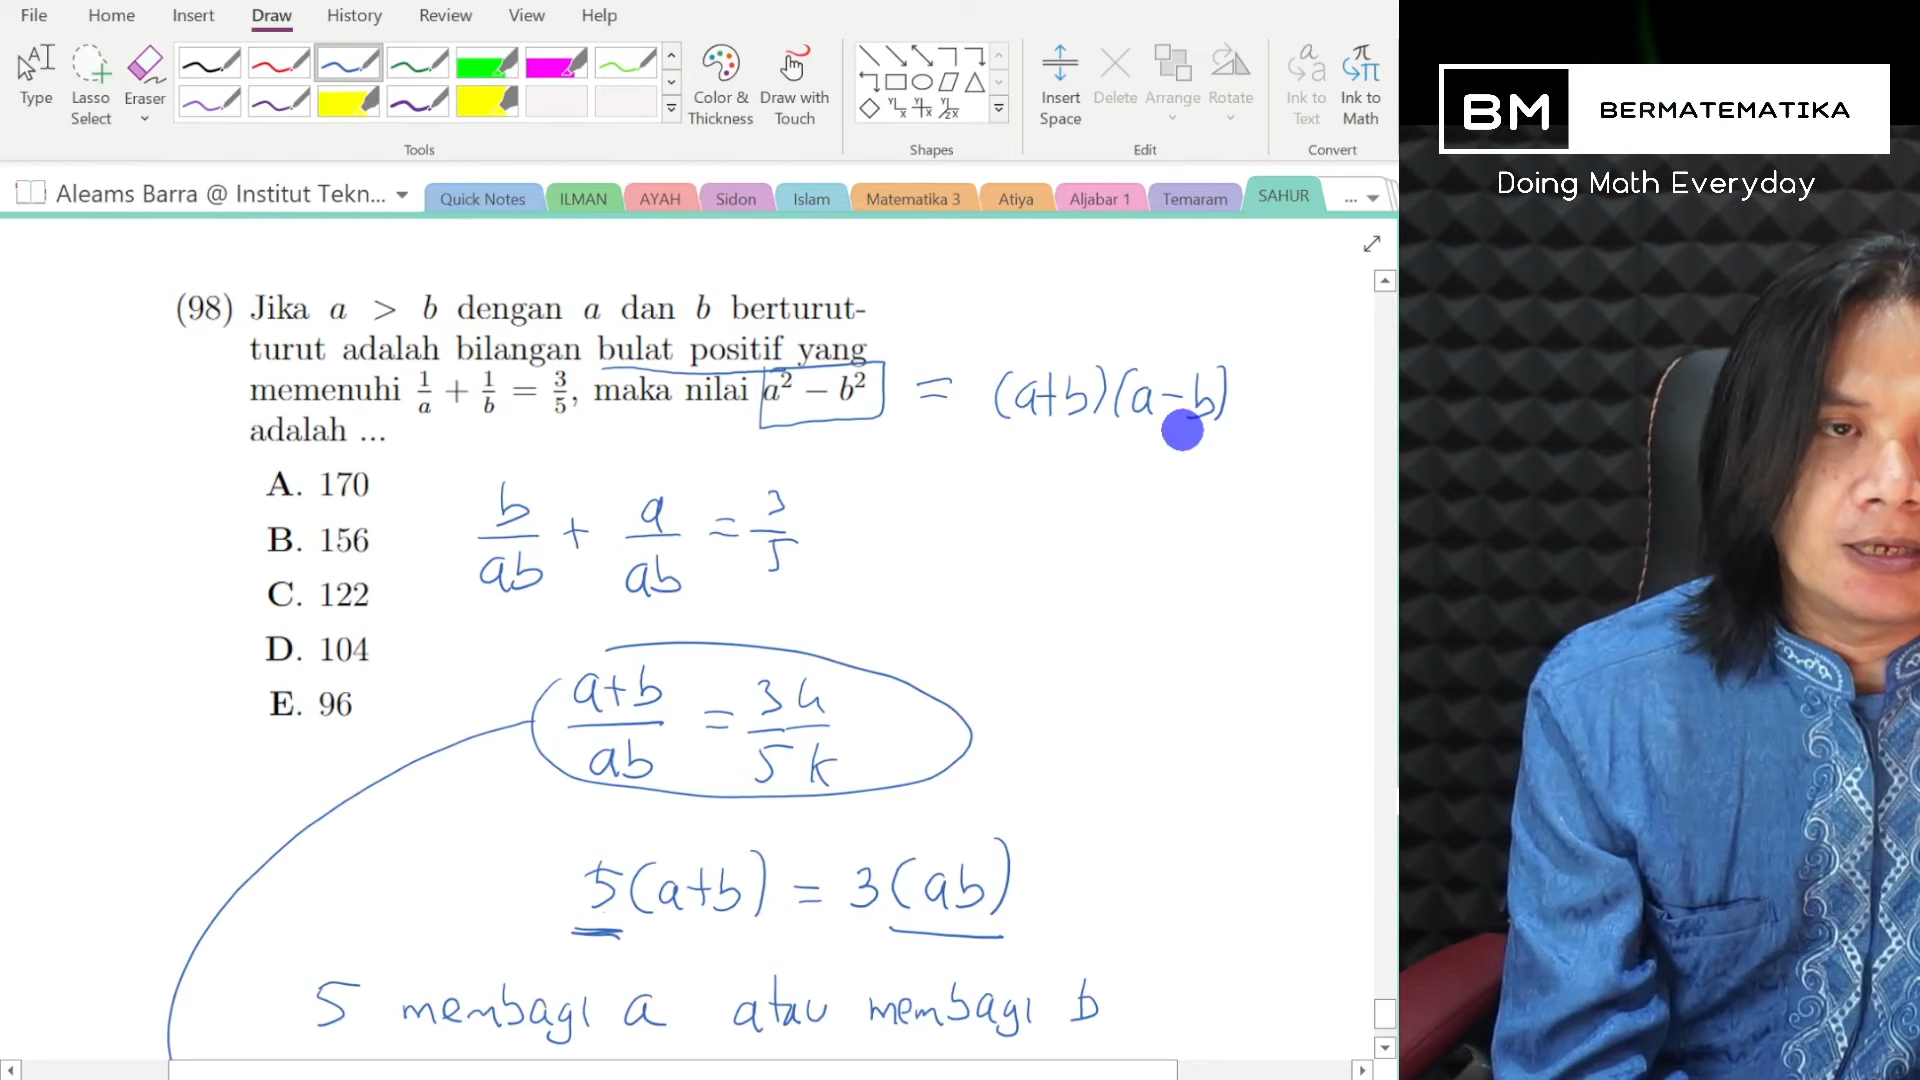 File Home Insert Draw History Review View Help
Type
Lasso Select
Eraser
Color & Thickness
Draw with Touch
Insert Space
Delete
Arrange
Rotate
Ink to Text
Ink to Math
Tools
Shapes
Edit
Convert
Aleams Barra @ Institut Tekn...
Quick Notes ILMAN AYAH Sidon Islam Matematika 3 Atiya Aljabar 1 Temaram SAHUR ...
BM BERMATEMATIKA
Doing Math Everyday
(98) Jika a > b dengan a dan b berturut-
turut adalah bilangan bulat positif yang
memenuhi 1/a + 1/b = 3/5, maka nilai a² − b² = (a+b)(a−b)
adalah ...
A. 170
B. 156
C. 122
D. 104
E. 96
b/ab + a/ab = 3/5
a+b/ab = 3k/5k
5(a+b) = 3(ab)
5 membagi a atau membagi b